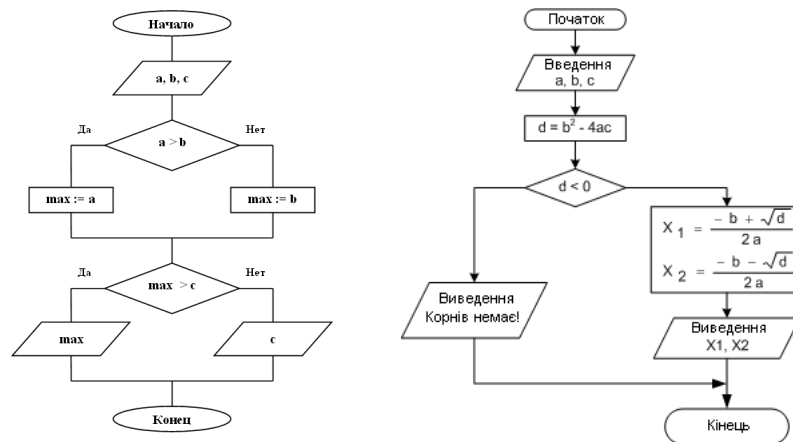 Начало
a, b, c
Да
Нет
a > b
max := a
max := b
Да
Нет
max > c
max
c
Конец
Початок
Введення
a, b, c
d = b² - 4ac
d < 0
X₁ = (− b + √d) / 2a
X₂ = (− b − √d) / 2a
Виведення
Корнів немає!
Виведення
X1, X2
Кінець